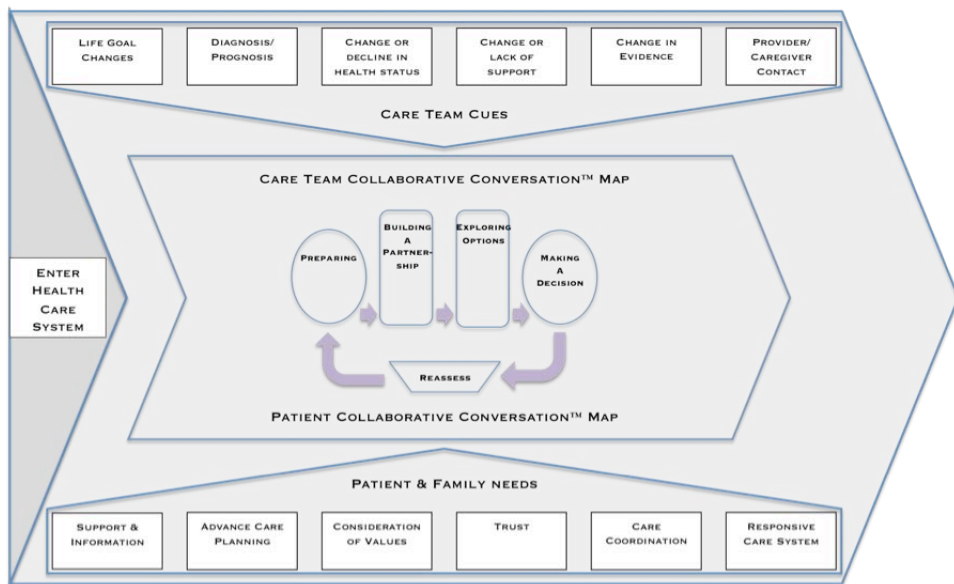 LIFE GOAL
CHANGES
DIAGNOSIS/
PROGNOSIS
CHANGE OR
DECLINE IN
HEALTH STATUS
CHANGE OR
LACK OF
SUPPORT
CHANGE IN
EVIDENCE
PROVIDER/
CAREGIVER
CONTACT
CARE TEAM CUES
CARE TEAM COLLABORATIVE CONVERSATION™ MAP
PREPARING
BUILDING
A
PARTNER-
SHIP
EXPLORING
OPTIONS
MAKING
A
DECISION
ENTER
HEALTH
CARE
SYSTEM
REASSESS
PATIENT COLLABORATIVE CONVERSATION™ MAP
PATIENT & FAMILY NEEDS
SUPPORT &
INFORMATION
ADVANCE CARE
PLANNING
CONSIDERATION
OF VALUES
TRUST
CARE
COORDINATION
RESPONSIVE
CARE SYSTEM